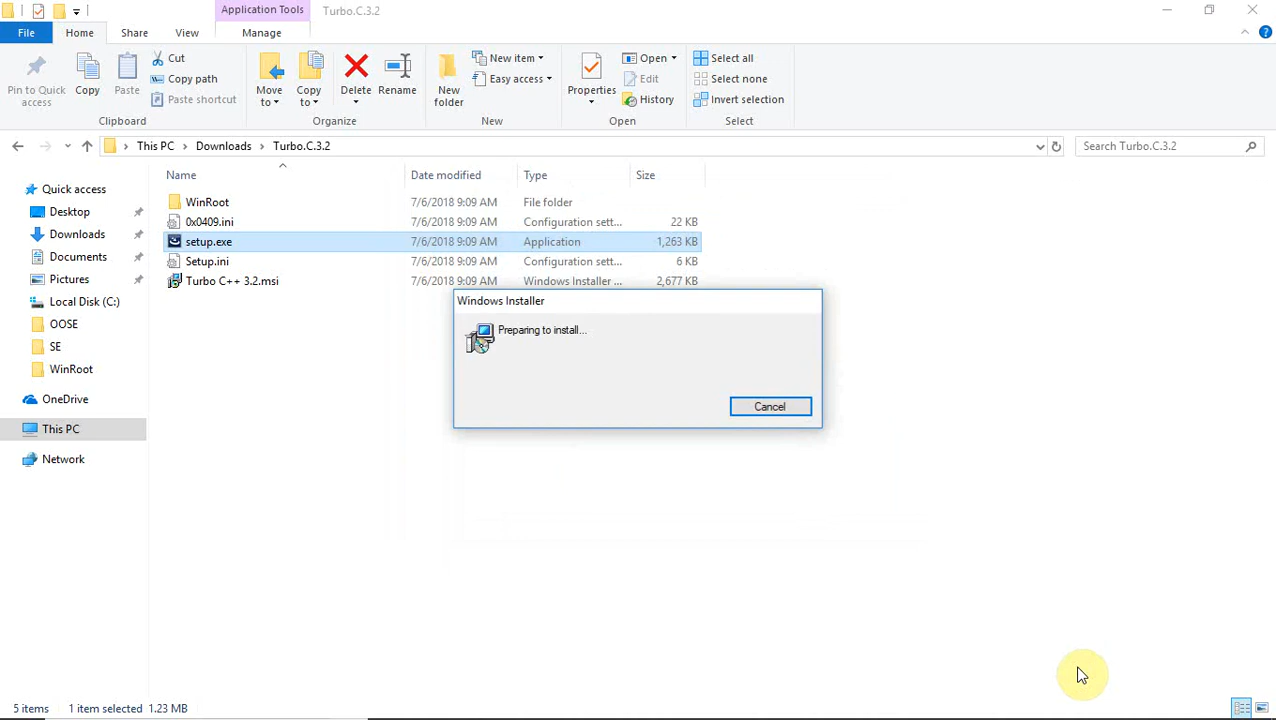 Application Tools
Turbo.C.3.2
File
Home
Share
View
Manage
Pin to Quick
access
Copy
Paste
Cut
Copy path
Paste shortcut
Clipboard
Move
to
Copy
to
Delete
Rename
Organize
New
folder
New item
Easy access
New
Properties
Open
Edit
History
Open
Select all
Select none
Invert selection
Select
This PC
Downloads
Turbo.C.3.2
Search Turbo.C.3.2
Name
Date modified
Type
Size
Quick access
Desktop
Downloads
Documents
Pictures
Local Disk (C:)
OOSE
SE
WinRoot
OneDrive
This PC
Network
WinRoot 7/6/2018 9:09 AM File folder
0x0409.ini 7/6/2018 9:09 AM Configuration sett... 22 KB
setup.exe 7/6/2018 9:09 AM Application 1,263 KB
Setup.ini 7/6/2018 9:09 AM Configuration sett... 6 KB
Turbo C++ 3.2.msi 7/6/2018 9:09 AM Windows Installer ... 2,677 KB
Windows Installer
Preparing to install...
Cancel
5 items 1 item selected 1.23 MB